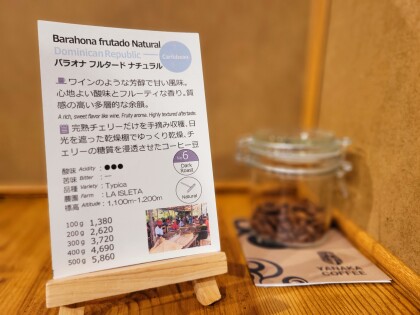 Barahona frutado Natural
Dominican Republic
Caribbean
バラオナ フルタード ナチュラル
ワインのような芳醇で甘い風味。
心地よい酸味とフルーティな香り。質
感の高い多層的な余韻。
A rich, sweet flavor like wine. Fruity aroma. Highly textured aftertaste.
完熟チェリーだけを手摘み収穫、日
光を遮った乾燥棚でゆっくり乾燥。チ
ェリーの糖質を浸透させたコーヒー豆
酸味 Acidity : ●●●
苦味 Bitter : ―
品種 Variety : Typica
農園 Farm : LA ISLETA
標高 Altitude : 1,100m-1,200m
6
Dark
Roast
Natural
100g 1,380
200g 2,620
300g 3,720
400g 4,690
500g 5,860
YANAKA
COFFEE